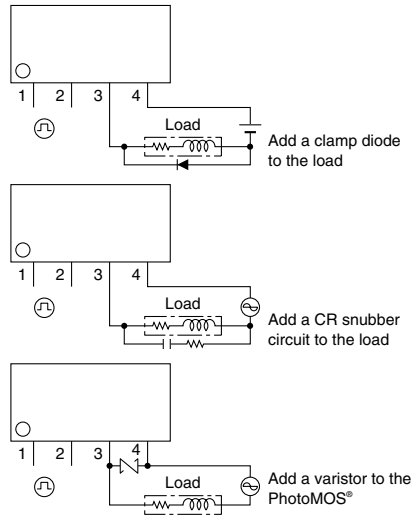 1 2 3 4
Load
Add a clamp diode
to the load
1 2 3 4
Load
Add a CR snubber
circuit to the load
1 2 3 4
Load
Add a varistor to the
PhotoMOS®